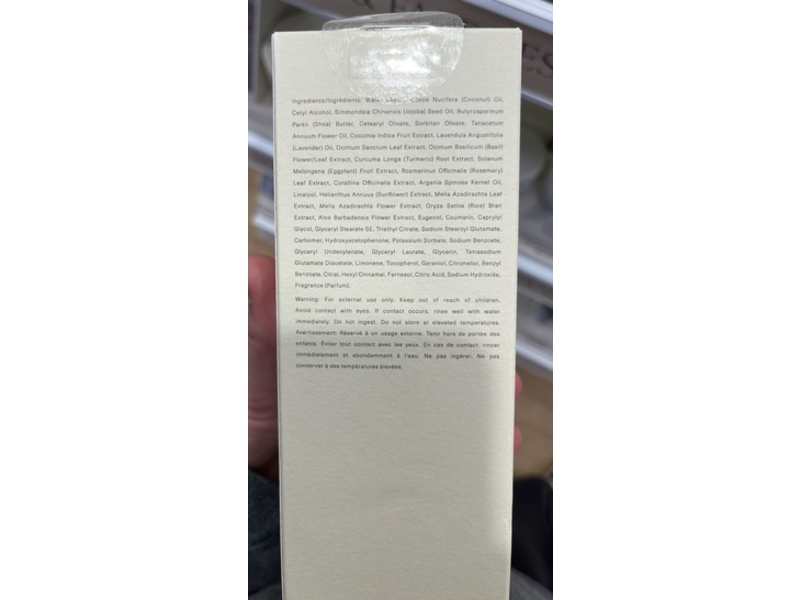 & FA
ES
Ingredients/Ingrédients: Water (Aqua), Cocos Nucifera (Coconut) Oil,
Cetyl Alcohol, Simmondsia Chinensis (Jojoba) Seed Oil, Butyrospermum
Parkii (Shea) Butter, Cetearyl Olivate, Sorbitan Olivate, Tanacetum
Annuum Flower Oil, Coccinia Indica Fruit Extract, Lavandula Angustifolia
(Lavender) Oil, Ocimum Sanctum Leaf Extract, Ocimum Basilicum (Basil)
Flower/Leaf Extract, Curcuma Longa (Turmeric) Root Extract, Solanum
Melongena (Eggplant) Fruit Extract, Rosmarinus Officinalis (Rosemary)
Leaf Extract, Corallina Officinalis Extract, Argania Spinosa Kernel Oil,
Linalool, Helianthus Annuus (Sunflower) Extract, Melia Azadirachta Leaf
Extract, Melia Azadirachta Flower Extract, Oryza Sativa (Rice) Bran
Extract, Aloe Barbadensis Flower Extract, Eugenol, Coumarin, Caprylyl
Glycol, Glyceryl Stearate SE, Triethyl Citrate, Sodium Stearoyl Glutamate,
Carbomer, Hydroxyacetophenone, Potassium Sorbate, Sodium Benzoate,
Glyceryl Undecylenate, Glyceryl Laurate, Glycerin, Tetrasodium
Glutamate Diacetate, Limonene, Tocopherol, Geraniol, Citronellol, Benzyl
Benzoate, Citral, Hexyl Cinnamal, Farnesol, Citric Acid, Sodium Hydroxide,
Fragrance (Parfum).
Warning: For external use only. Keep out of reach of children.
Avoid contact with eyes. If contact occurs, rinse well with water
immediately. Do not ingest. Do not store at elevated temperatures.
Avertissement: Réservé à un usage externe. Tenir hors de portée des
enfants. Éviter tout contact avec les yeux. En cas de contact, rincer
immédiatement et abondamment à l'eau. Ne pas ingérer. Ne pas
conserver à des températures élevées.